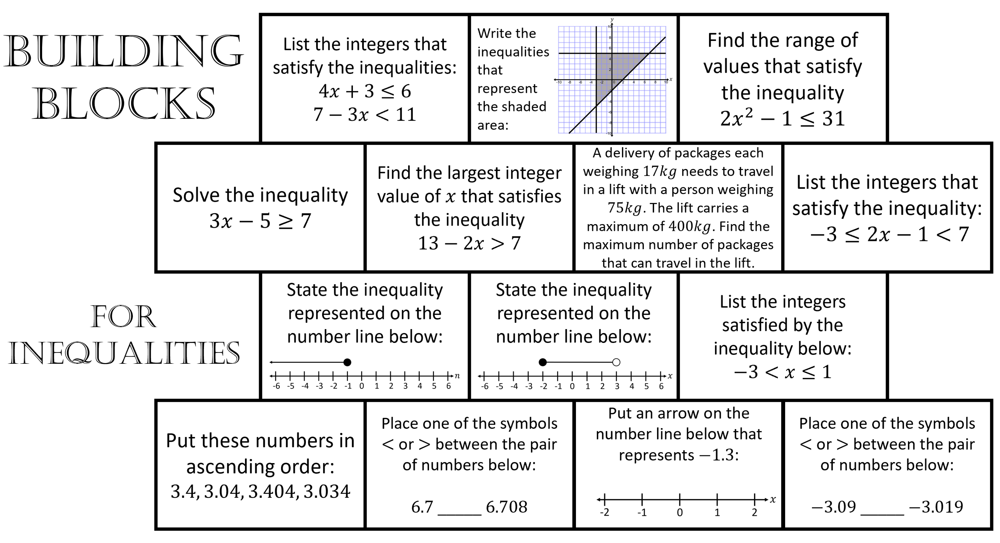 BUILDING
BLOCKS
List the integers that
satisfy the inequalities:
4x + 3 ≤ 6
7 − 3x < 11
Write the
inequalities
that
represent
the shaded
area:
y
10
8
6
4
2
-10 -8 -6 -4 -2 0 2 4 6 8 10 x
-2
-4
-6
-8
-10
Find the range of
values that satisfy
the inequality
2x² − 1 ≤ 31
Solve the inequality
3x − 5 ≥ 7
Find the largest integer
value of x that satisfies
the inequality
13 − 2x > 7
A delivery of packages each
weighing 17kg needs to travel
in a lift with a person weighing
75kg. The lift carries a
maximum of 400kg. Find the
maximum number of packages
that can travel in the lift.
List the integers that
satisfy the inequality:
−3 ≤ 2x − 1 < 7
FOR
INEQUALITIES
State the inequality
represented on the
number line below:
n
-6 -5 -4 -3 -2 -1 0 1 2 3 4 5 6
State the inequality
represented on the
number line below:
x
-6 -5 -4 -3 -2 -1 0 1 2 3 4 5 6
List the integers
satisfied by the
inequality below:
−3 < x ≤ 1
Put these numbers in
ascending order:
3.4, 3.04, 3.404, 3.034
Place one of the symbols
< or > between the pair
of numbers below:
6.7 _____ 6.708
Put an arrow on the
number line below that
represents −1.3:
x
-2 -1 0 1 2
Place one of the symbols
< or > between the pair
of numbers below:
−3.09 _____ −3.019